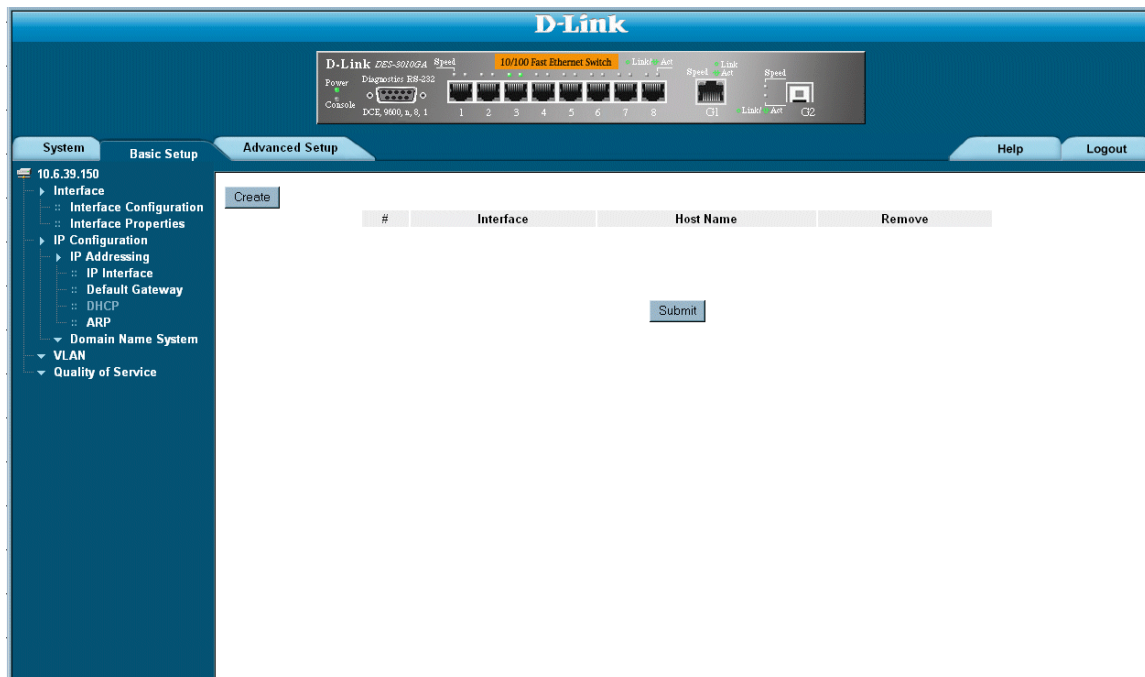 D-Link
D-Link DES-3010GA Speed 10/100 Fast Ethernet Switch Link/ Act
Power Diagnostics RS-232
Console
DCE, 9600, n, 8, 1
1 2 3 4 5 6 7 8
Link
Speed Act
G1
Speed
Link/ Act G2
System
Basic Setup
Advanced Setup
Help
Logout
10.6.39.150
Interface
Interface Configuration
Interface Properties
IP Configuration
IP Addressing
IP Interface
Default Gateway
DHCP
ARP
Domain Name System
VLAN
Quality of Service
Create
# Interface Host Name Remove
Submit